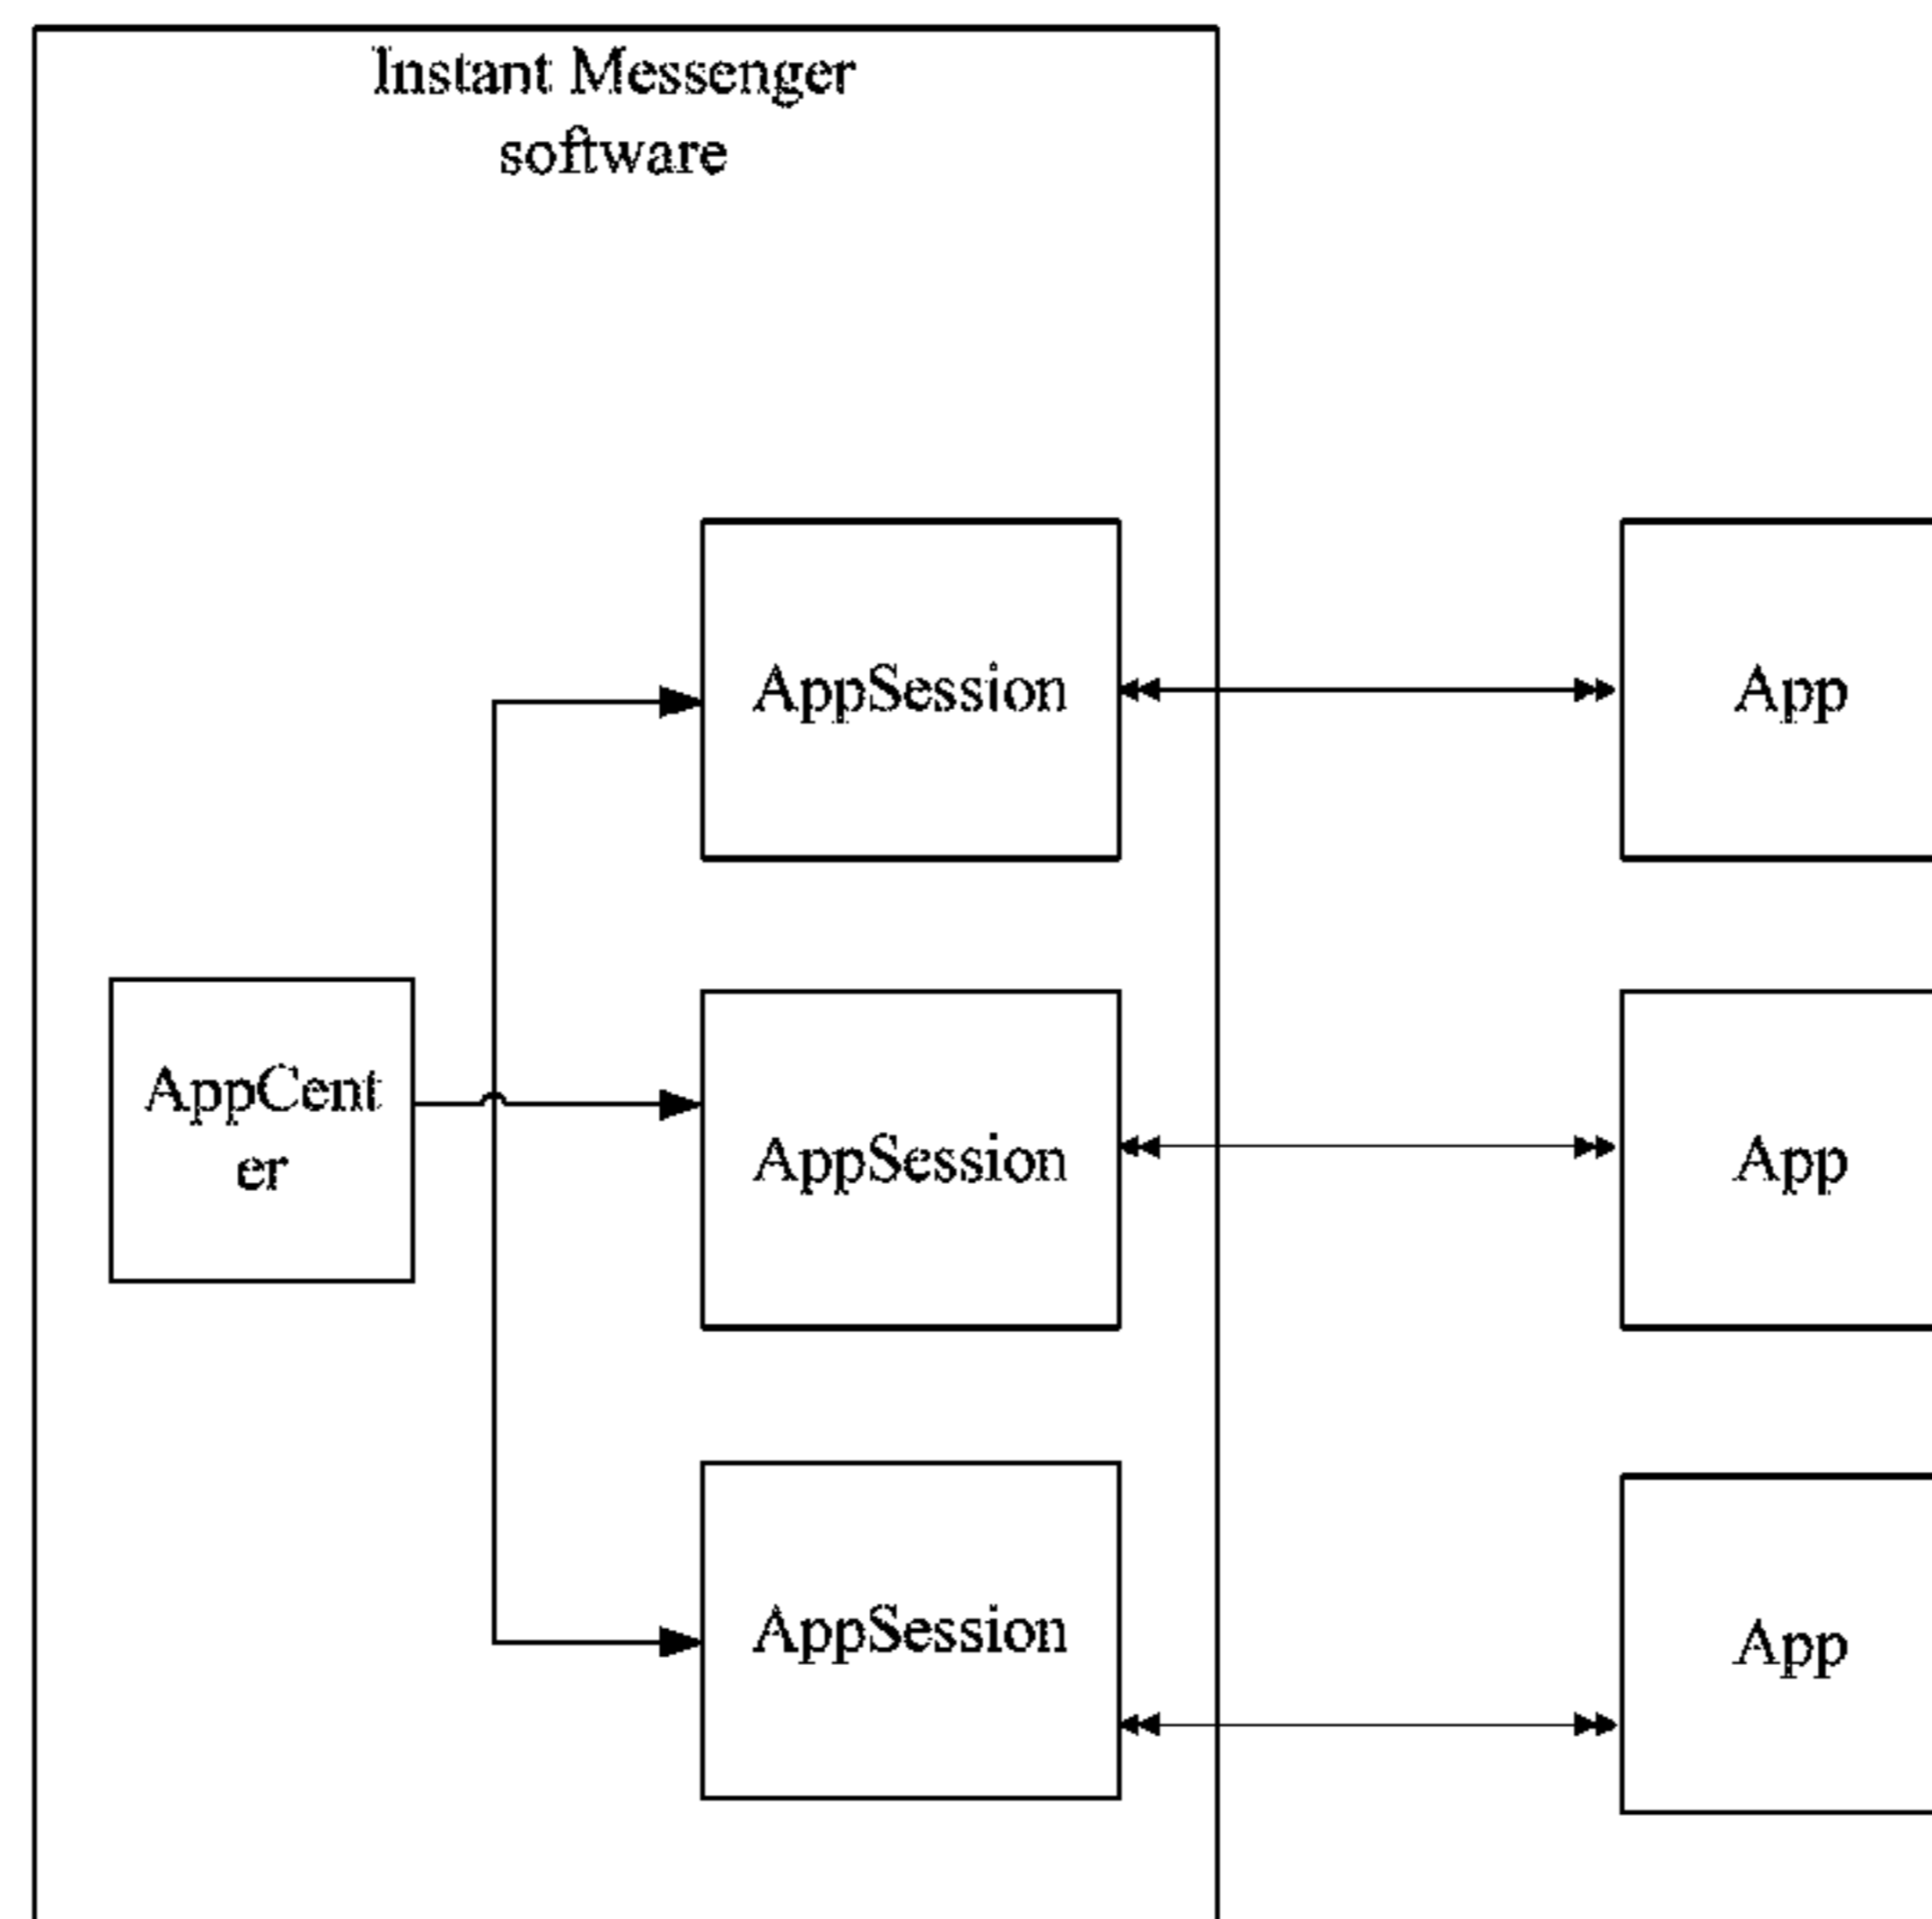 Instant Messenger
software
AppSession
App
AppCent
er
AppSession
App
AppSession
App